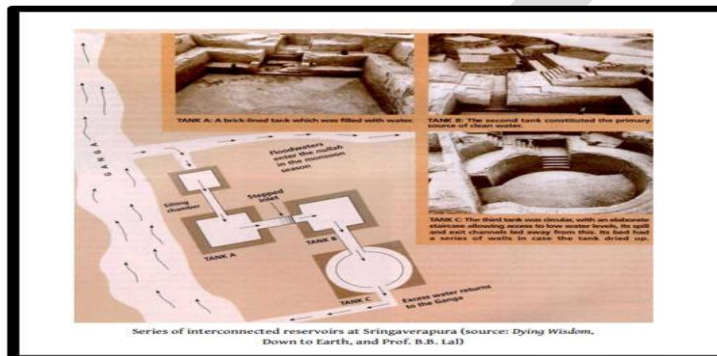 TANK A: A brick-lined tank which was filled with water.
TANK B: The second tank constituted the primary
source of clean water.
GANGA
Floodwaters
enter the nullah
in the monsoon
season
Silting
chamber
Stepped
inlet
TANK A
TANK B
TANK C: The third tank was circular, with an elaborate
staircase allowing access to low water levels, its spill
and exit channels led away from this. Its bed had
a series of wells in case the tank dried up.
TANK C
Excess water returns
to the Ganga
Series of interconnected reservoirs at Sringaverapura (source: Dying Wisdom,
Down to Earth, and Prof. B.B. Lal)